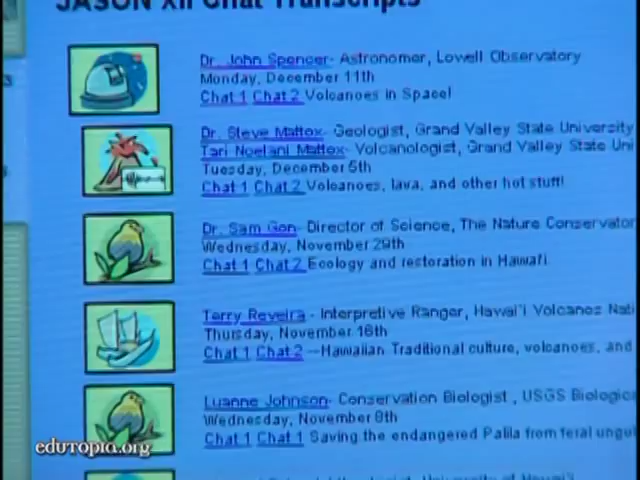 JASON XII Chat Transcripts
Dr. John Spencer- Astronomer, Lowell Observatory
Monday, December 11th
Chat 1 Chat 2 Volcanoes in Space!
Dr. Steve Mattox- Geologist, Grand Valley State University
Tari Noelani Mattox- Volcanologist, Grand Valley State Uni
Tuesday, December 5th
Chat 1 Chat 2 Volcanoes, lava, and other hot stuff!
Dr. Sam Gon- Director of Science, The Nature Conservator
Wednesday, November 29th
Chat 1 Chat 2 Ecology and restoration in Hawai'i
Terry Reveira - Interpretive Ranger, Hawai'i Volcanos Nati
Thursday, November 16th
Chat 1 Chat 2 —Hawaiian Traditional culture, volcanoes, and
Luanne Johnson- Conservation Biologist , USGS Biologica
Wednesday, November 8th
Chat 1 Chat 1 Saving the endangered Palila from feral ungul
edutopia.org